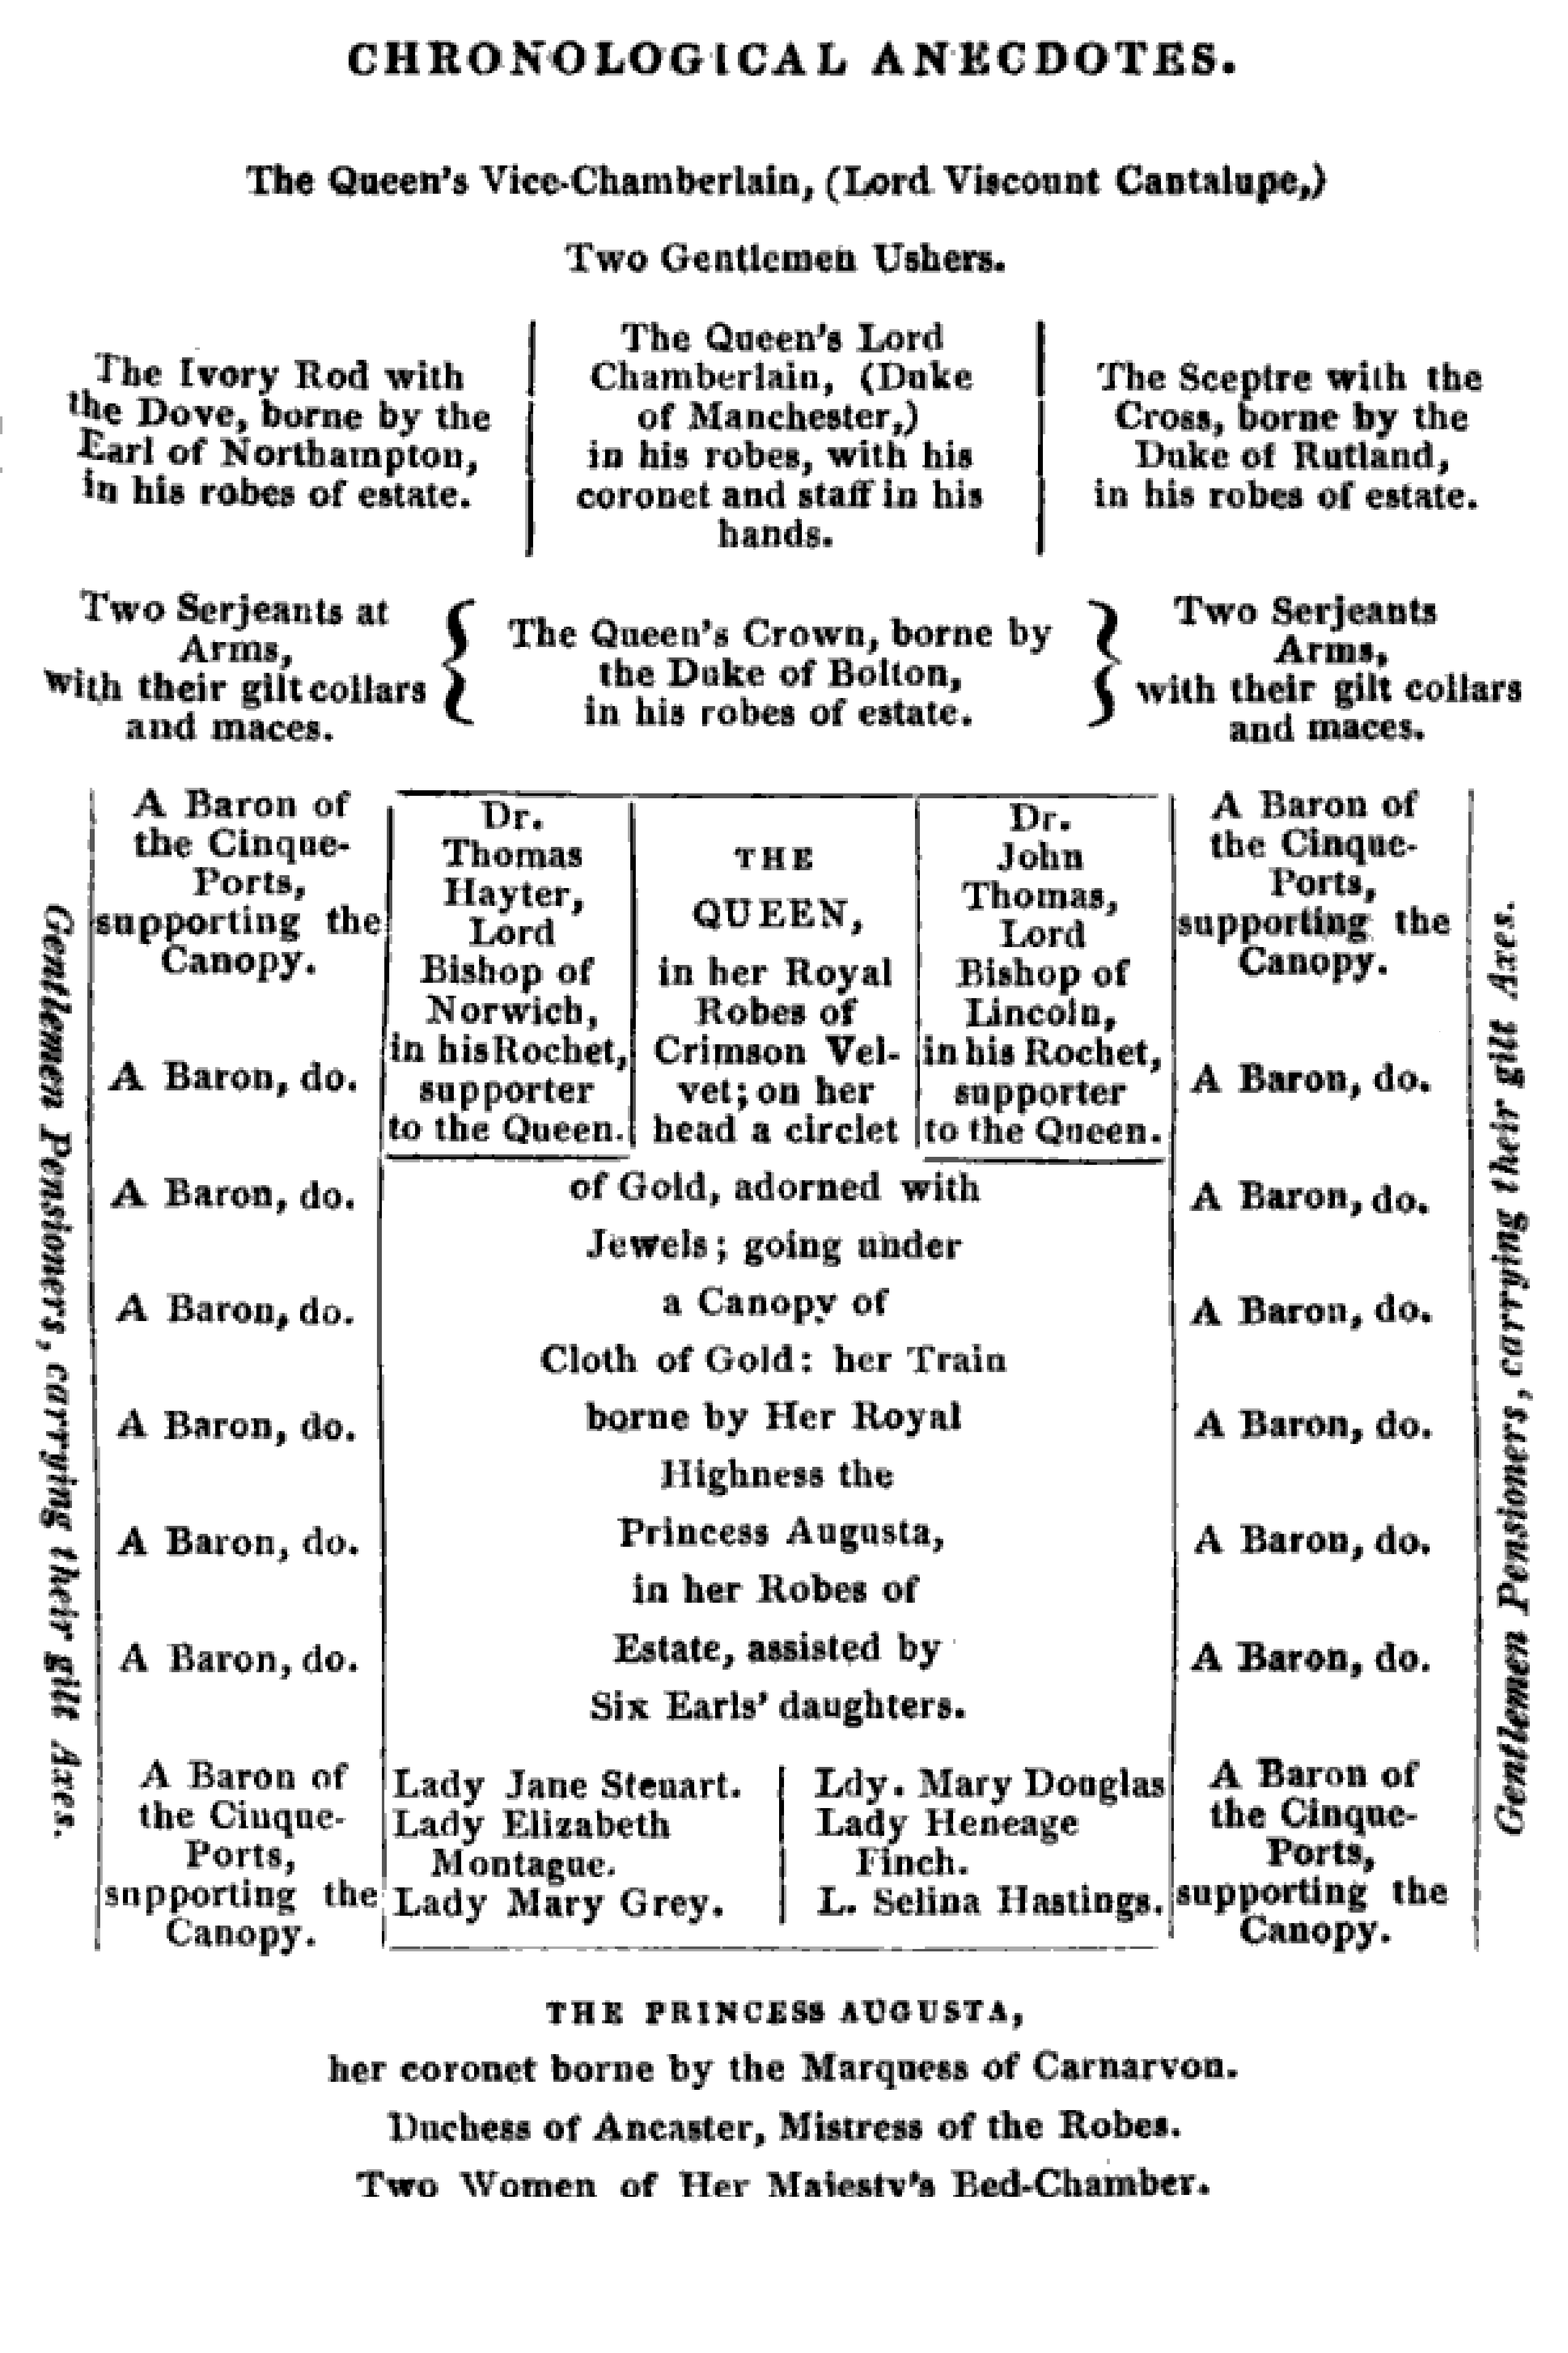 CHRONOLOGICAL ANECDOTES.
The Queen's Vice-Chamberlain, (Lord Viscount Cantalupe,)
Two Gentlemen Ushers.
The Ivory Rod with
the Dove, borne by the
Earl of Northampton,
in his robes of estate.
The Queen's Lord
Chamberlain, (Duke
of Manchester,)
in his robes, with his
coronet and staff in his
hands.
The Sceptre with the
Cross, borne by the
Duke of Rutland,
in his robes of estate.
Two Serjeants at
Arms,
with their gilt collars
and maces.
The Queen's Crown, borne by
the Duke of Bolton,
in his robes of estate.
Two Serjeants
Arms,
with their gilt collars
and maces.
Gentlemen Pensioners, carrying their gilt Axes.
A Baron of
the Cinque-
Ports,
supporting the
Canopy.
A Baron, do.
A Baron, do.
A Baron, do.
A Baron, do.
A Baron, do.
A Baron, do.
A Baron of
the Cinque-
Ports,
supporting the
Canopy.
Dr.
Thomas
Hayter,
Lord
Bishop of
Norwich,
in his Rochet,
supporter
to the Queen.
THE
QUEEN,
in her Royal
Robes of
Crimson Vel-
vet; on her
head a circlet
Dr.
John
Thomas,
Lord
Bishop of
Lincoln,
in his Rochet,
supporter
to the Queen.
of Gold, adorned with
Jewels; going under
a Canopy of
Cloth of Gold: her Train
borne by Her Royal
Highness the
Princess Augusta,
in her Robes of
Estate, assisted by
Six Earls' daughters.
Lady Jane Steuart.
Lady Elizabeth
Montague.
Lady Mary Grey.
Ldy. Mary Douglas
Lady Heneage
Finch.
L. Selina Hastings.
A Baron of
the Cinque-
Ports,
supporting the
Canopy.
A Baron, do.
A Baron, do.
A Baron, do.
A Baron, do.
A Baron, do.
A Baron, do.
A Baron of
the Cinque-
Ports,
supporting the
Canopy.
Gentlemen Pensioners, carrying their gilt Axes.
THE PRINCESS AUGUSTA,
her coronet borne by the Marquess of Carnarvon.
Duchess of Ancaster, Mistress of the Robes.
Two Women of Her Majesty's Bed-Chamber.